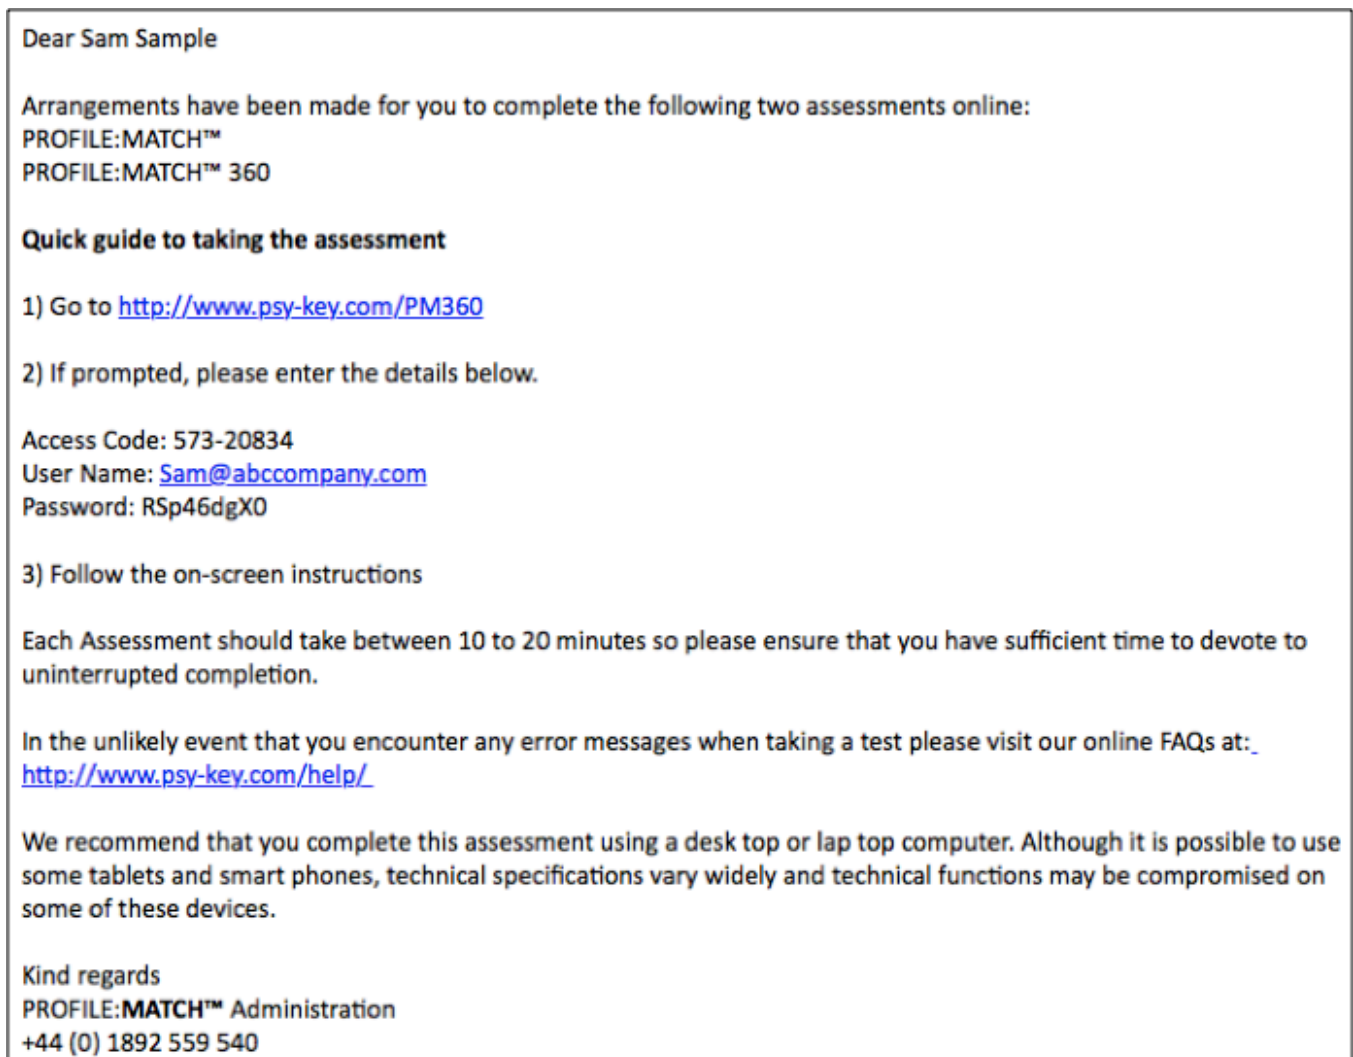 Dear Sam Sample
Arrangements have been made for you to complete the following two assessments online:
PROFILE:MATCH™
PROFILE:MATCH™ 360
Quick guide to taking the assessment
1) Go to http://www.psy-key.com/PM360
2) If prompted, please enter the details below.
Access Code: 573-20834
User Name: Sam@abccompany.com
Password: RSp46dgX0
3) Follow the on-screen instructions
Each Assessment should take between 10 to 20 minutes so please ensure that you have sufficient time to devote to
uninterrupted completion.
In the unlikely event that you encounter any error messages when taking a test please visit our online FAQs at:
http://www.psy-key.com/help/
We recommend that you complete this assessment using a desk top or lap top computer. Although it is possible to use
some tablets and smart phones, technical specifications vary widely and technical functions may be compromised on
some of these devices.
Kind regards
PROFILE:MATCH™ Administration
+44 (0) 1892 559 540